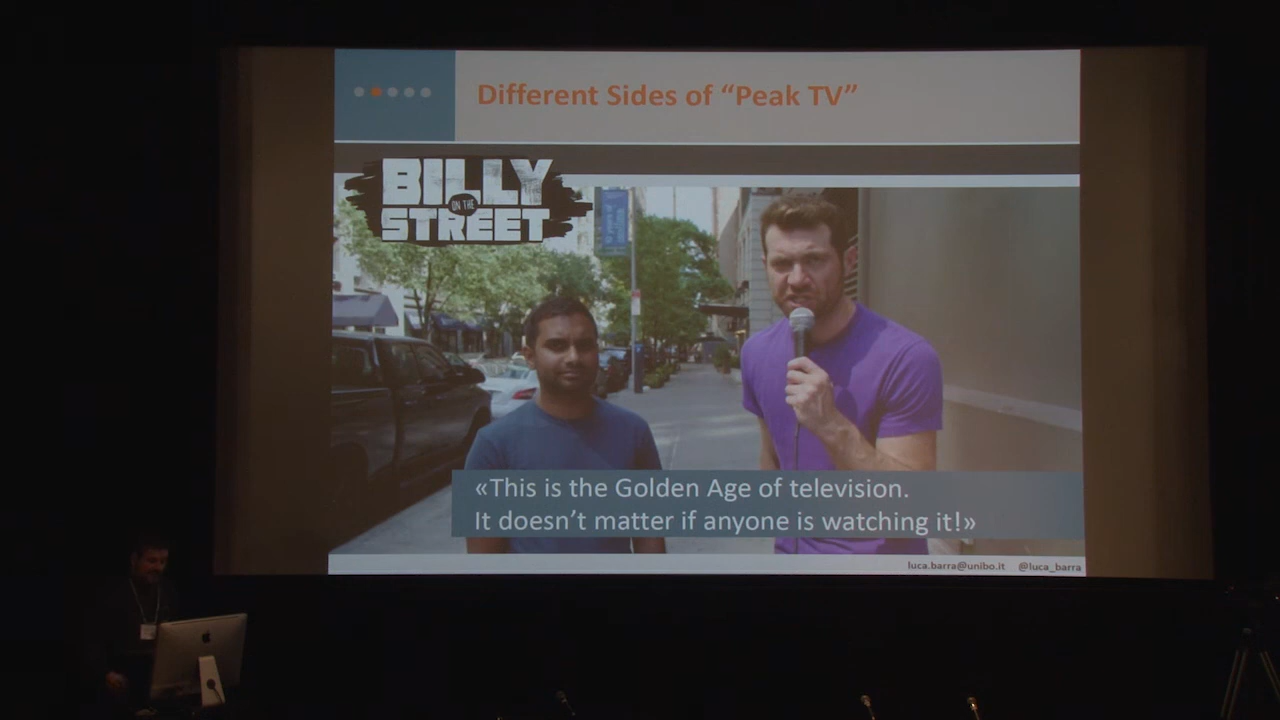 Different Sides of “Peak TV”
BILLY
ON THE
STREET
«This is the Golden Age of television.
It doesn’t matter if anyone is watching it!»
luca.barra@unibo.it @luca_barra